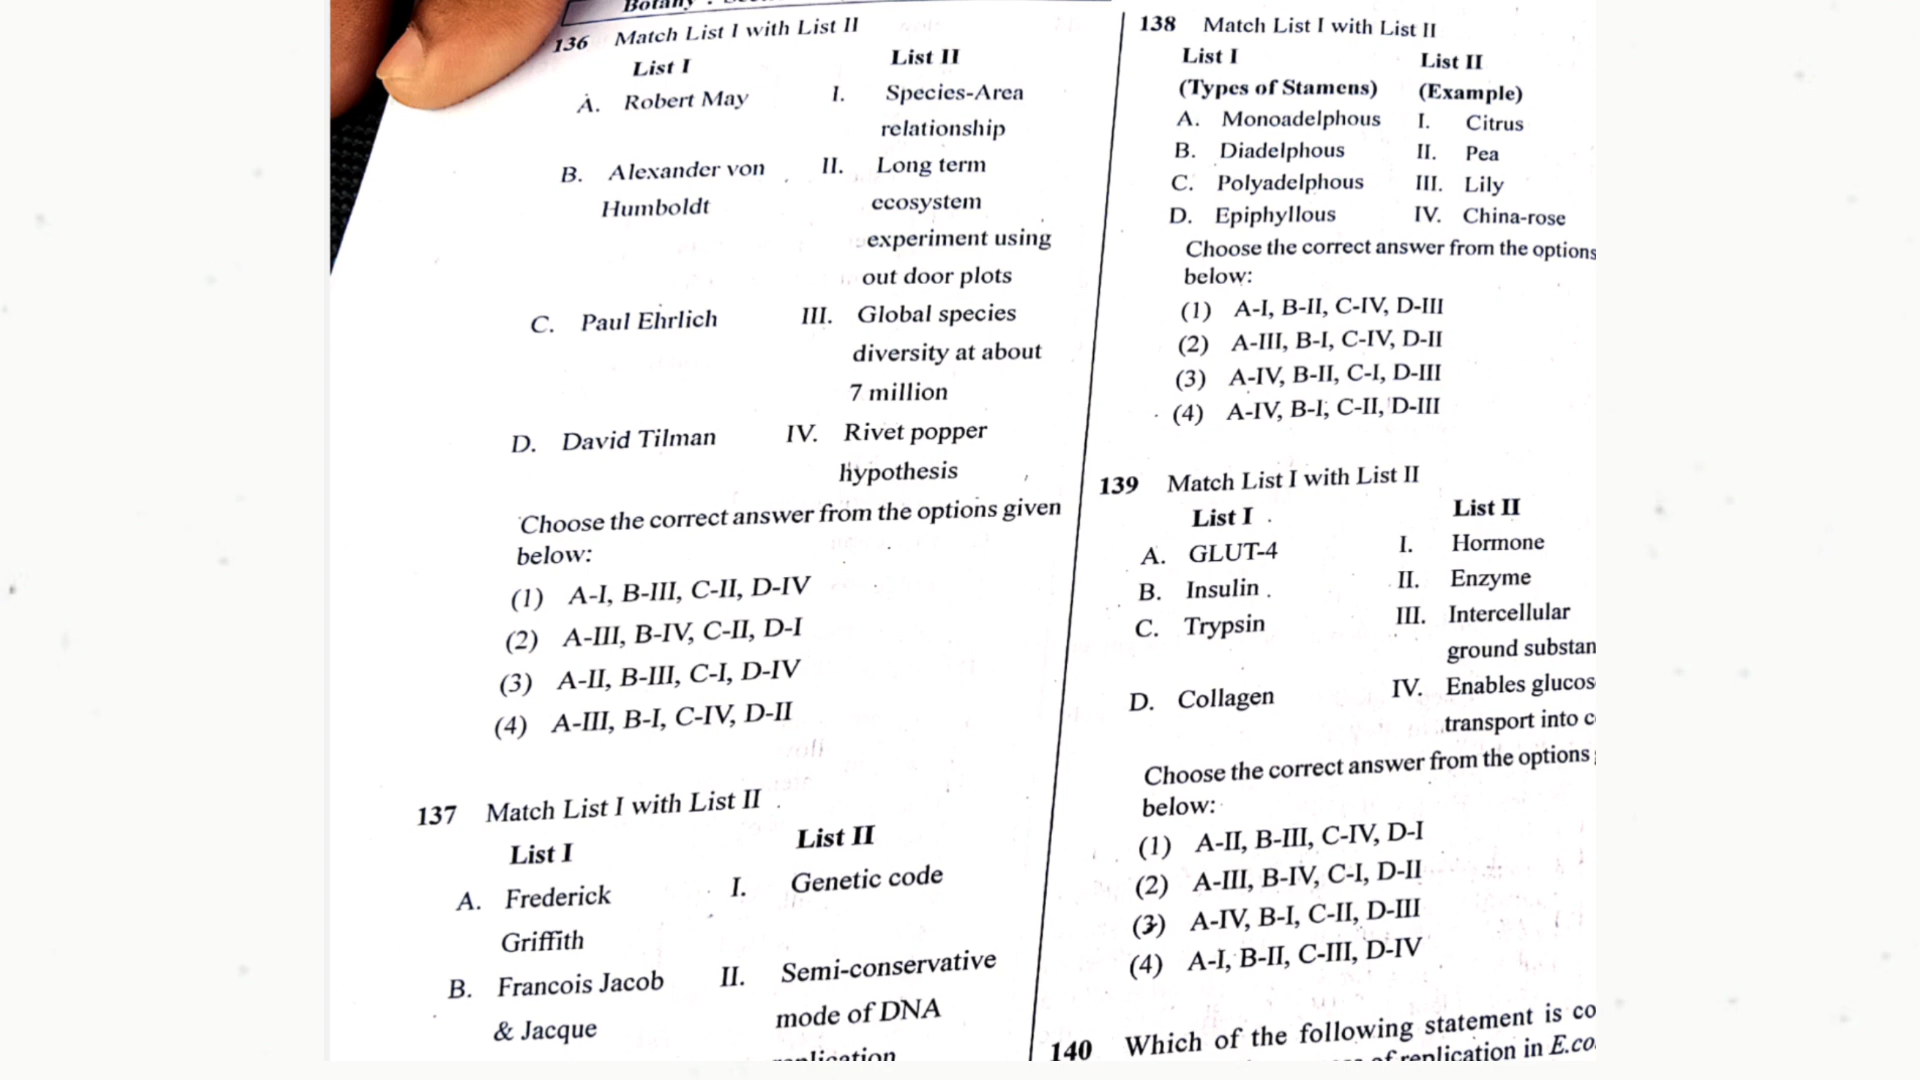 Botany
136 Match List I with List II
List I List II
A. Robert May I. Species-Area
relationship
B. Alexander von II. Long term
Humboldt ecosystem
experiment using
out door plots
C. Paul Ehrlich III. Global species
diversity at about
7 million
D. David Tilman IV. Rivet popper
hypothesis
Choose the correct answer from the options given
below:
(1) A-I, B-III, C-II, D-IV
(2) A-III, B-IV, C-II, D-I
(3) A-II, B-III, C-I, D-IV
(4) A-III, B-I, C-IV, D-II
137 Match List I with List II
List I List II
A. Frederick I. Genetic code
Griffith
B. Francois Jacob II. Semi-conservative
& Jacque mode of DNA
138 Match List I with List II
List I List II
(Types of Stamens) (Example)
A. Monoadelphous I. Citrus
B. Diadelphous II. Pea
C. Polyadelphous III. Lily
D. Epiphyllous IV. China-rose
Choose the correct answer from the options
below:
(1) A-I, B-II, C-IV, D-III
(2) A-III, B-I, C-IV, D-II
(3) A-IV, B-II, C-I, D-III
(4) A-IV, B-I, C-II, D-III
139 Match List I with List II
List I List II
A. GLUT-4 I. Hormone
B. Insulin II. Enzyme
C. Trypsin III. Intercellular
ground substan
D. Collagen IV. Enables glucos
transport into c
Choose the correct answer from the options
below:
(1) A-II, B-III, C-IV, D-I
(2) A-III, B-IV, C-I, D-II
(3) A-IV, B-I, C-II, D-III
(4) A-I, B-II, C-III, D-IV
140 Which of the following statement is co
of replication in E.co